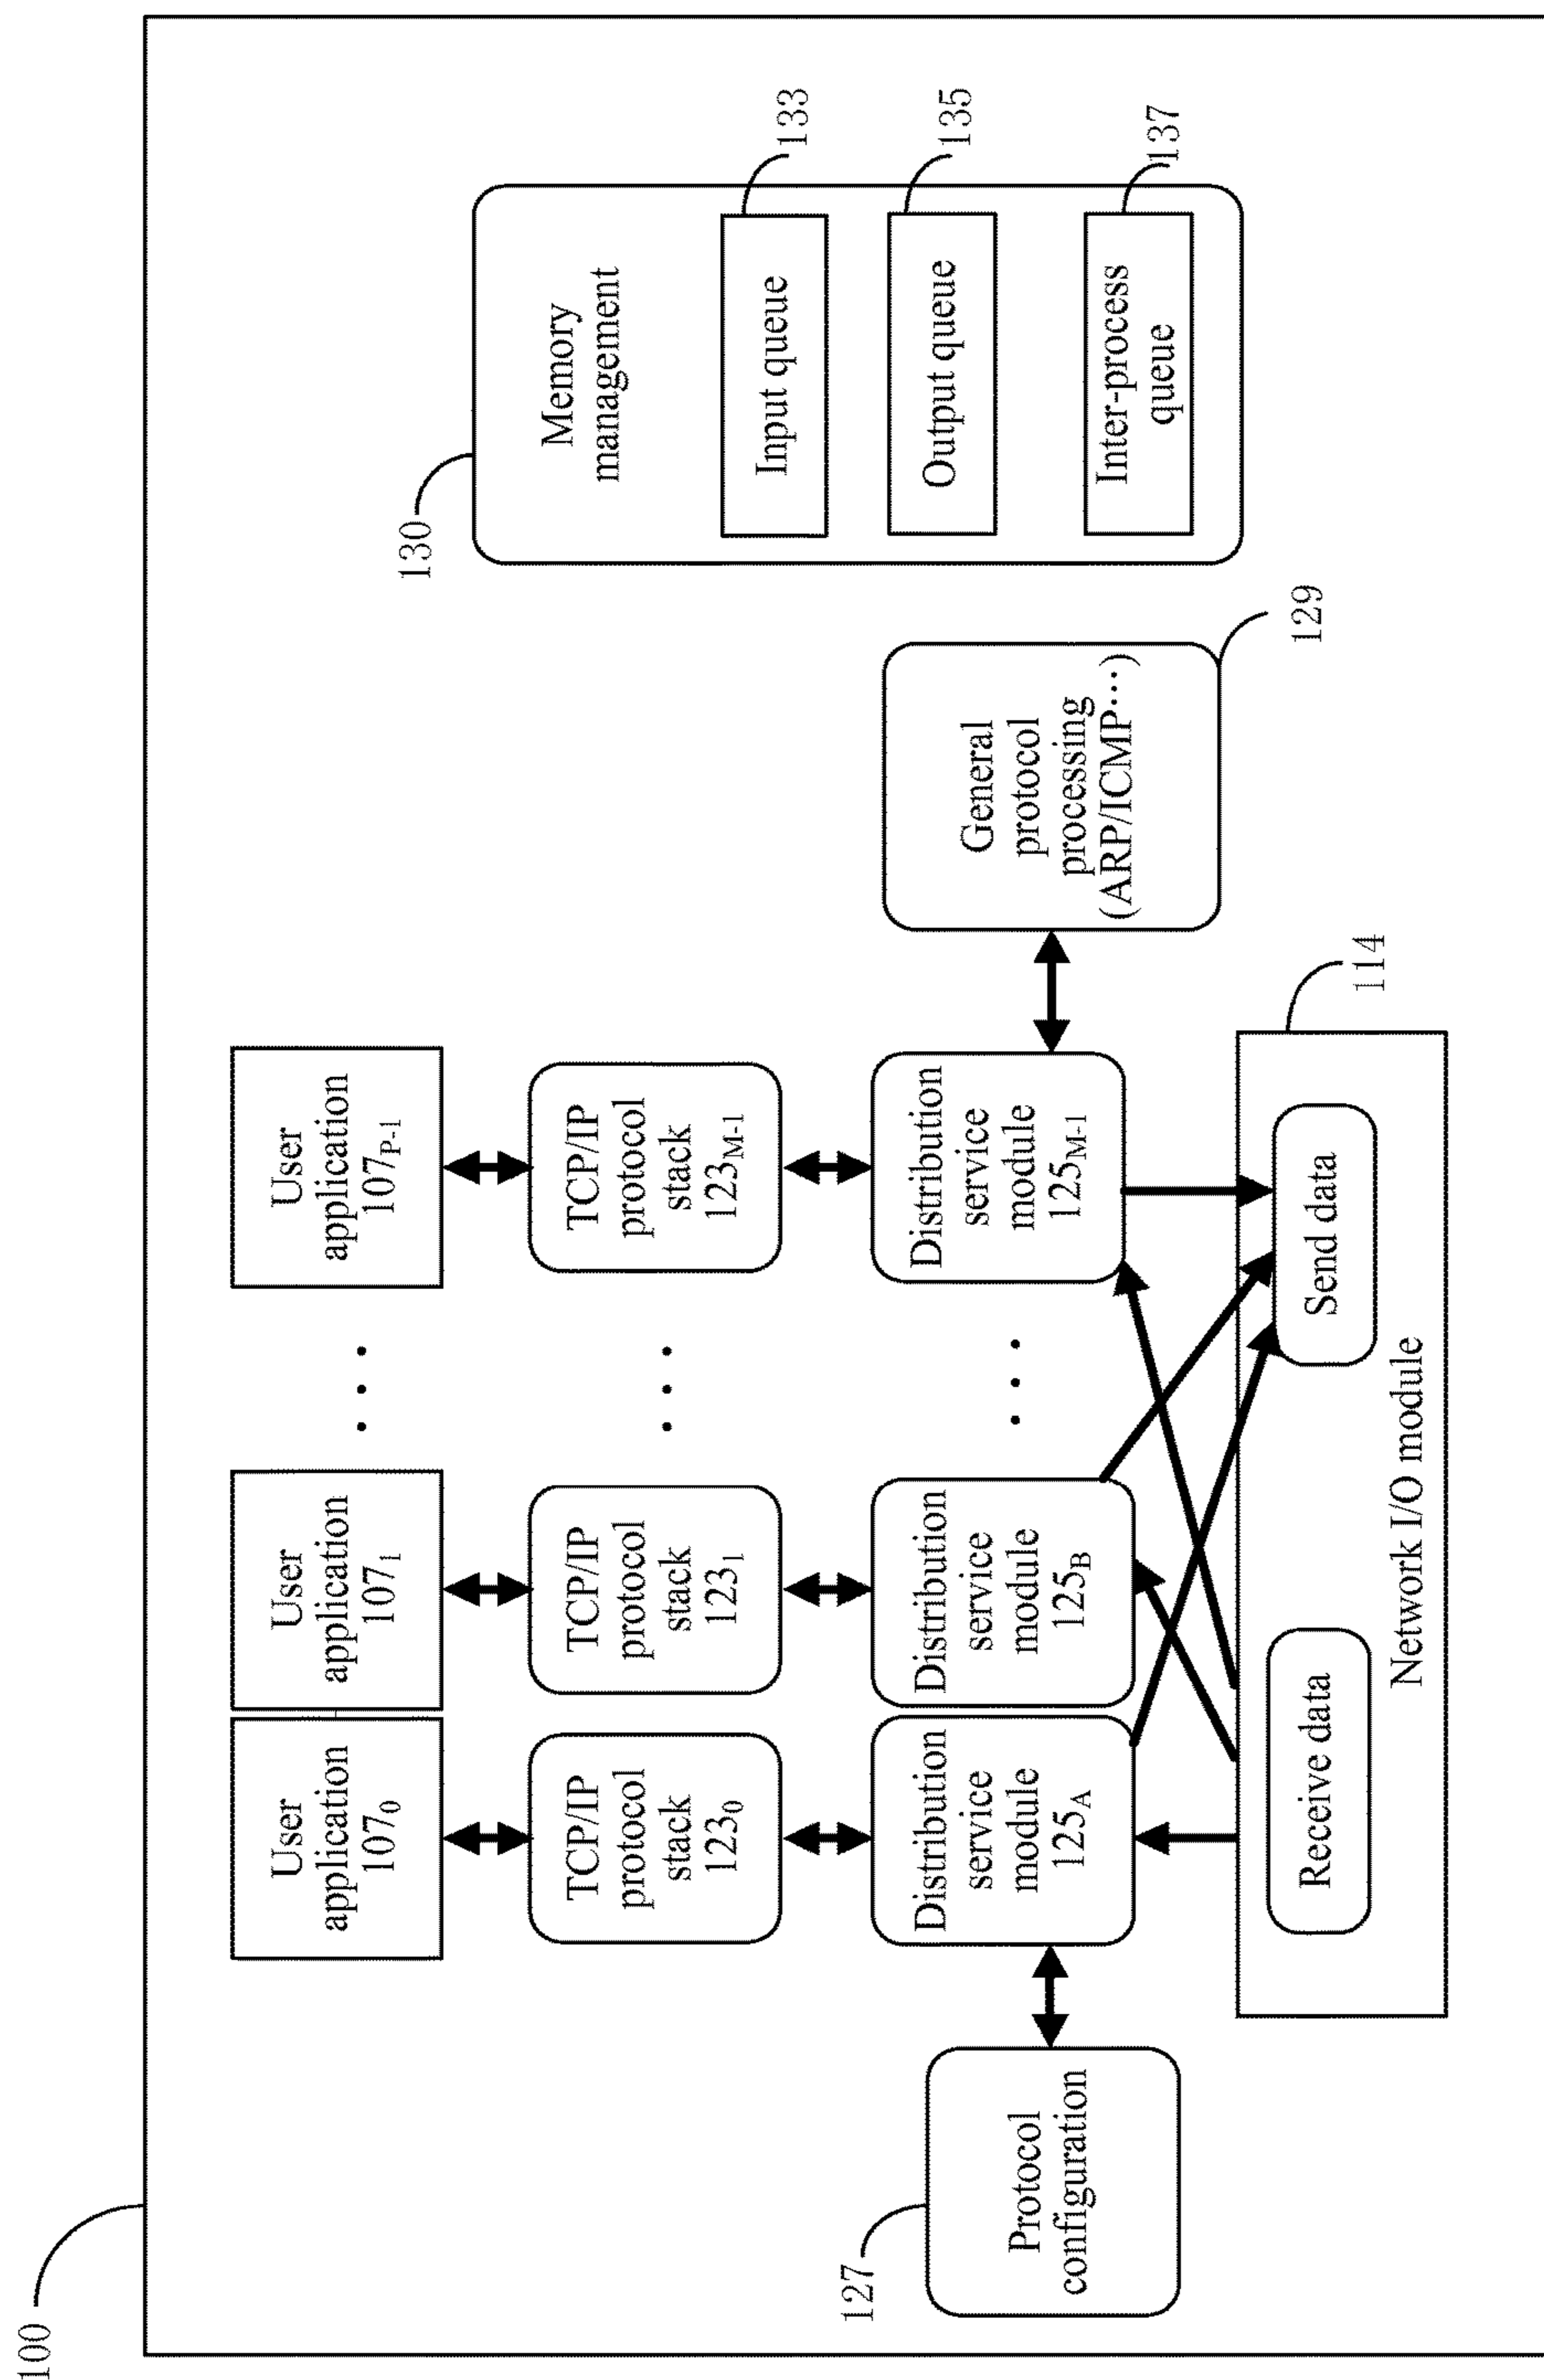 100
User
application
107₀
User
application
107₁
. . .
User
application
107P-1
TCP/IP
protocol
stack
123₀
TCP/IP
protocol
stack
123₁
. . .
TCP/IP
protocol
stack
123M-1
127
Protocol
configuration
Distribution
service
module
125A
Distribution
service
module
125B
. . .
Distribution
service
module
125M-1
General
protocol
processing
(ARP/ICMP…)
129
Receive data
Send data
Network I/O module
114
130
Memory
management
Input queue
133
Output queue
135
Inter-process
queue
137